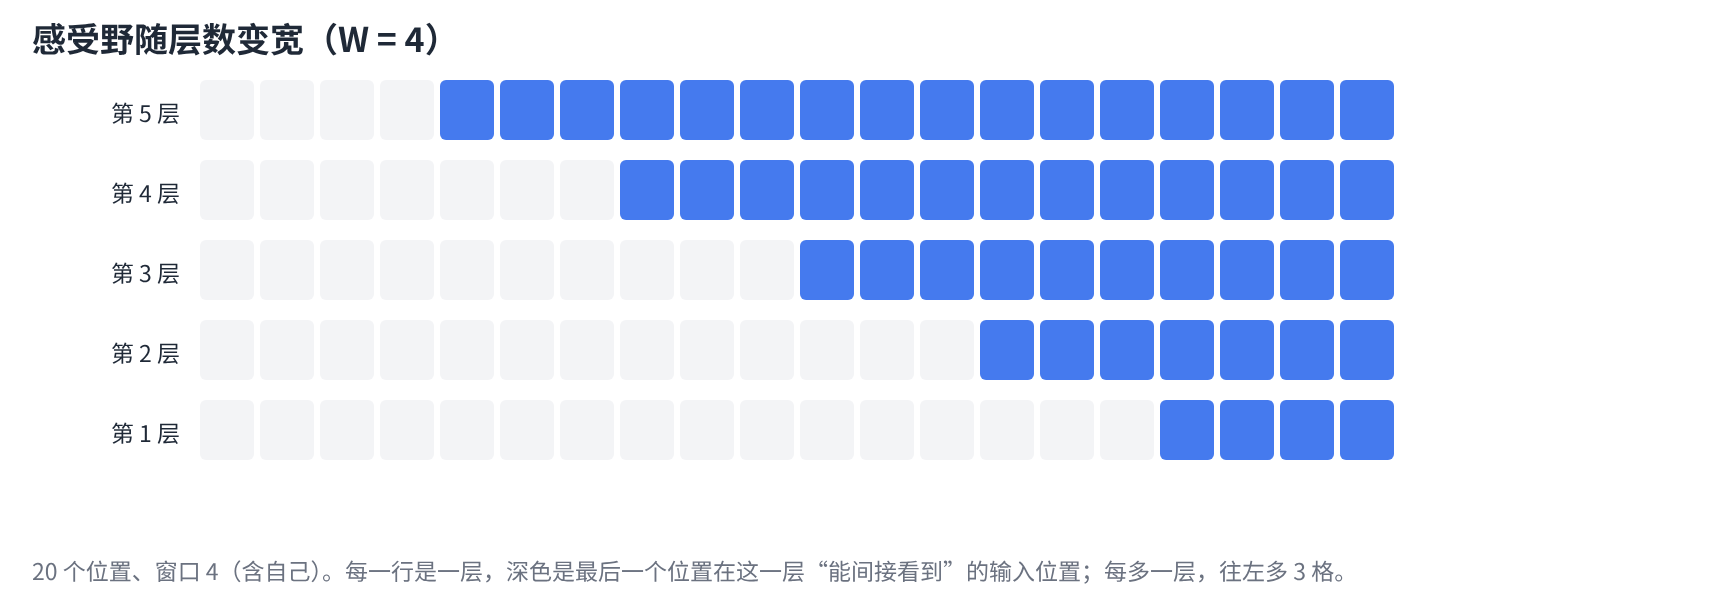 感受野随层数变宽（W = 4）
第 5 层
第 4 层
第 3 层
第 2 层
第 1 层
20 个位置、窗口 4（含自己）。每一行是一层，深色是最后一个位置在这一层“能间接看到”的输入位置；每多一层，往左多 3 格。